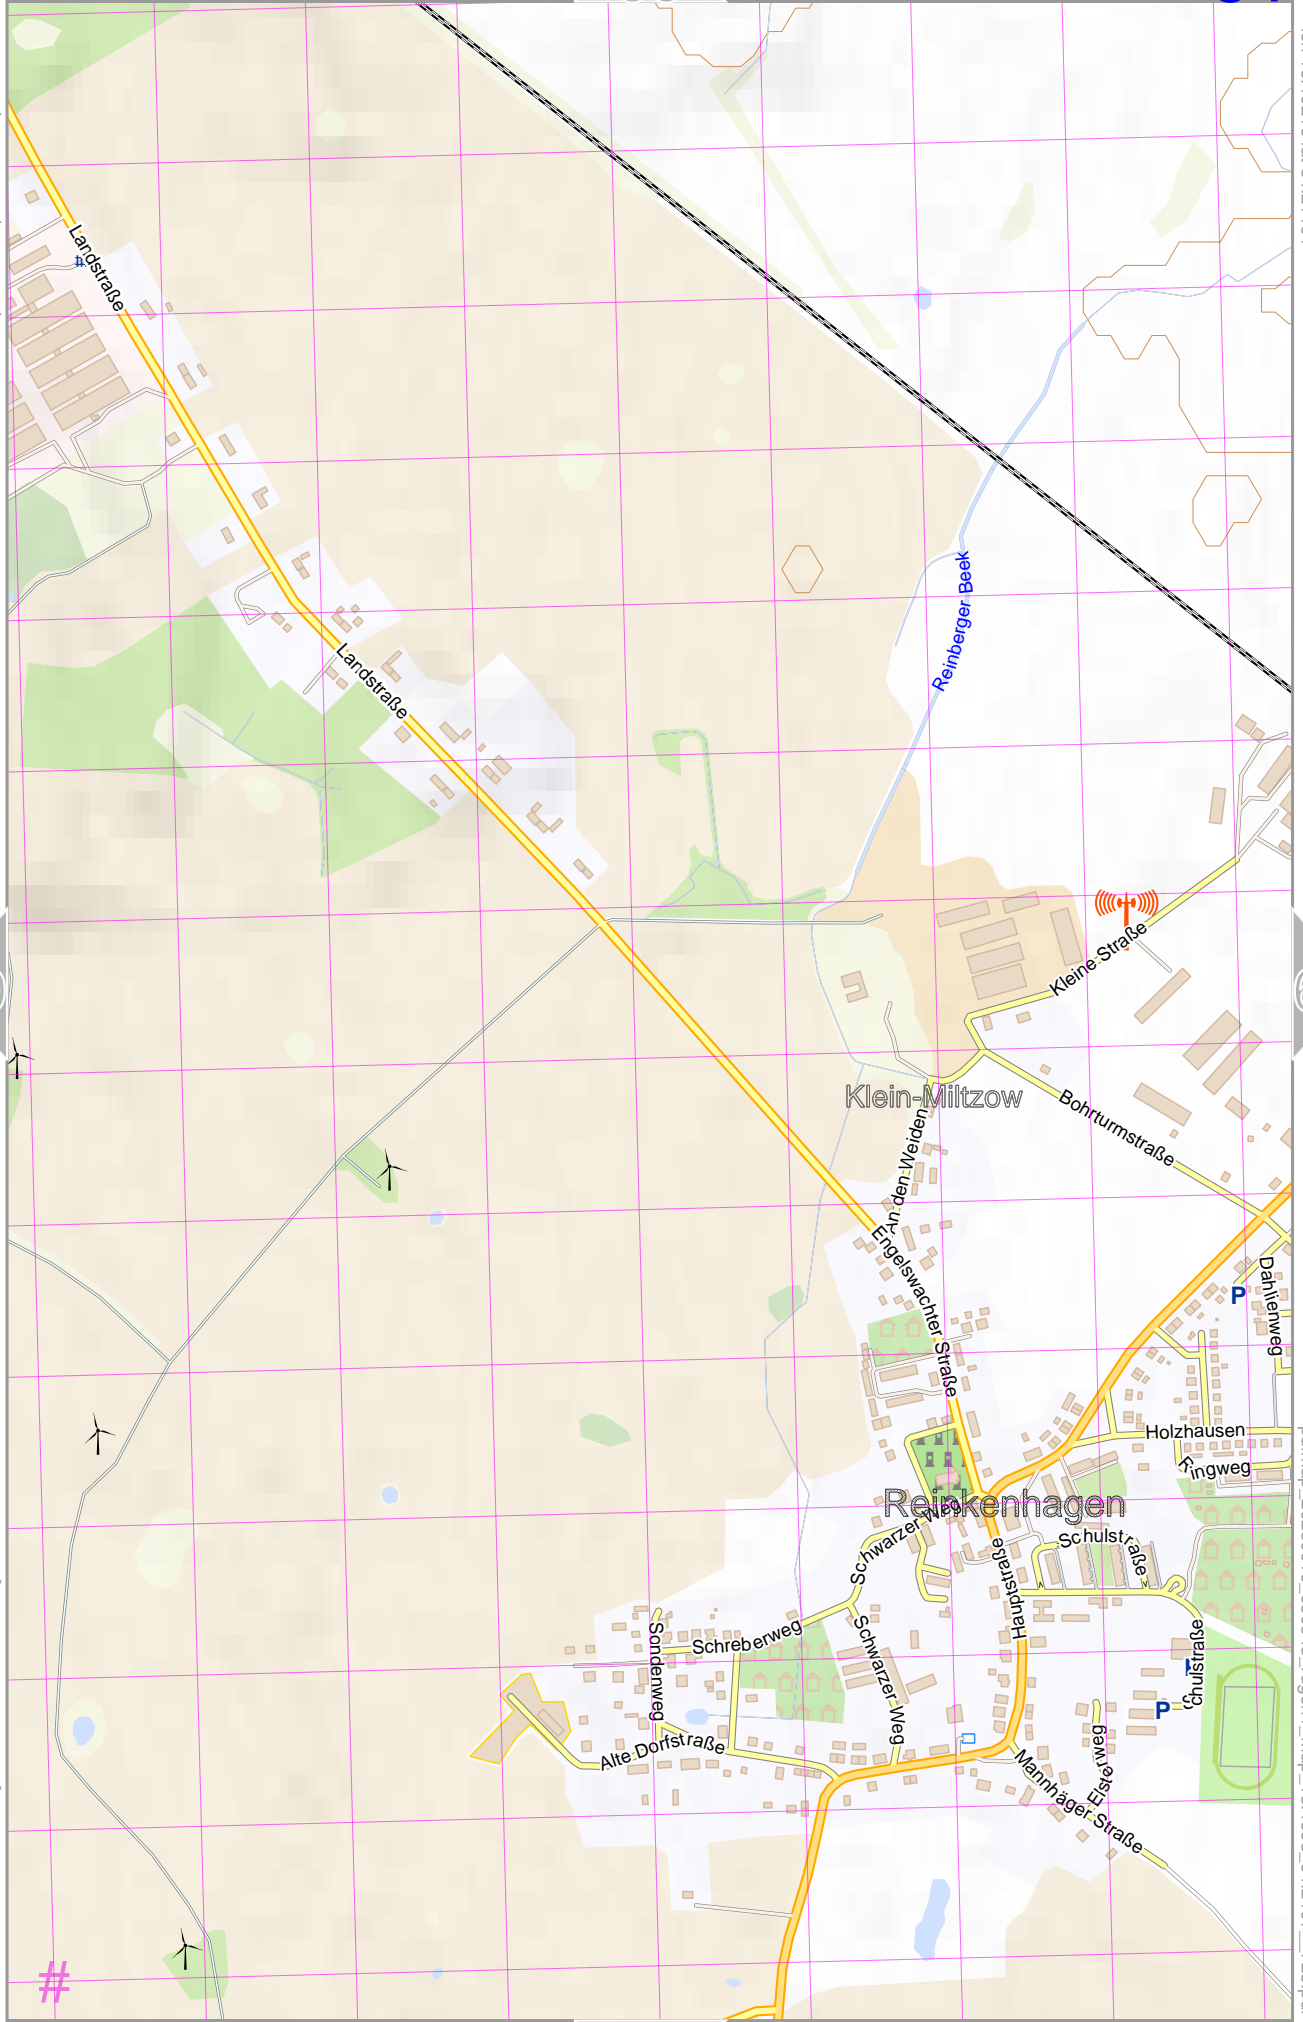 Landstraße
Reinberger Beek
Landstraße
Kleine Straße
Klein-Miltzow
Bohrturmstraße
An den Weiden
Engelswachter Straße
P
Dahlienweg
Holzhausen
Ringweg
Reinkenhagen
Schwarzer Weg
Schulstraße
Hauptstraße
Schreberweg
Sondenweg
Schwarzer Weg
Schulstraße
P
Alte Dorfstraße
Elsterweg
Mannhäger Straße
#